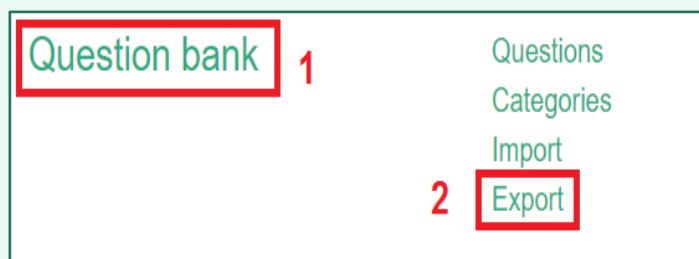 Question bank 1
Questions
Categories
Import
2 Export